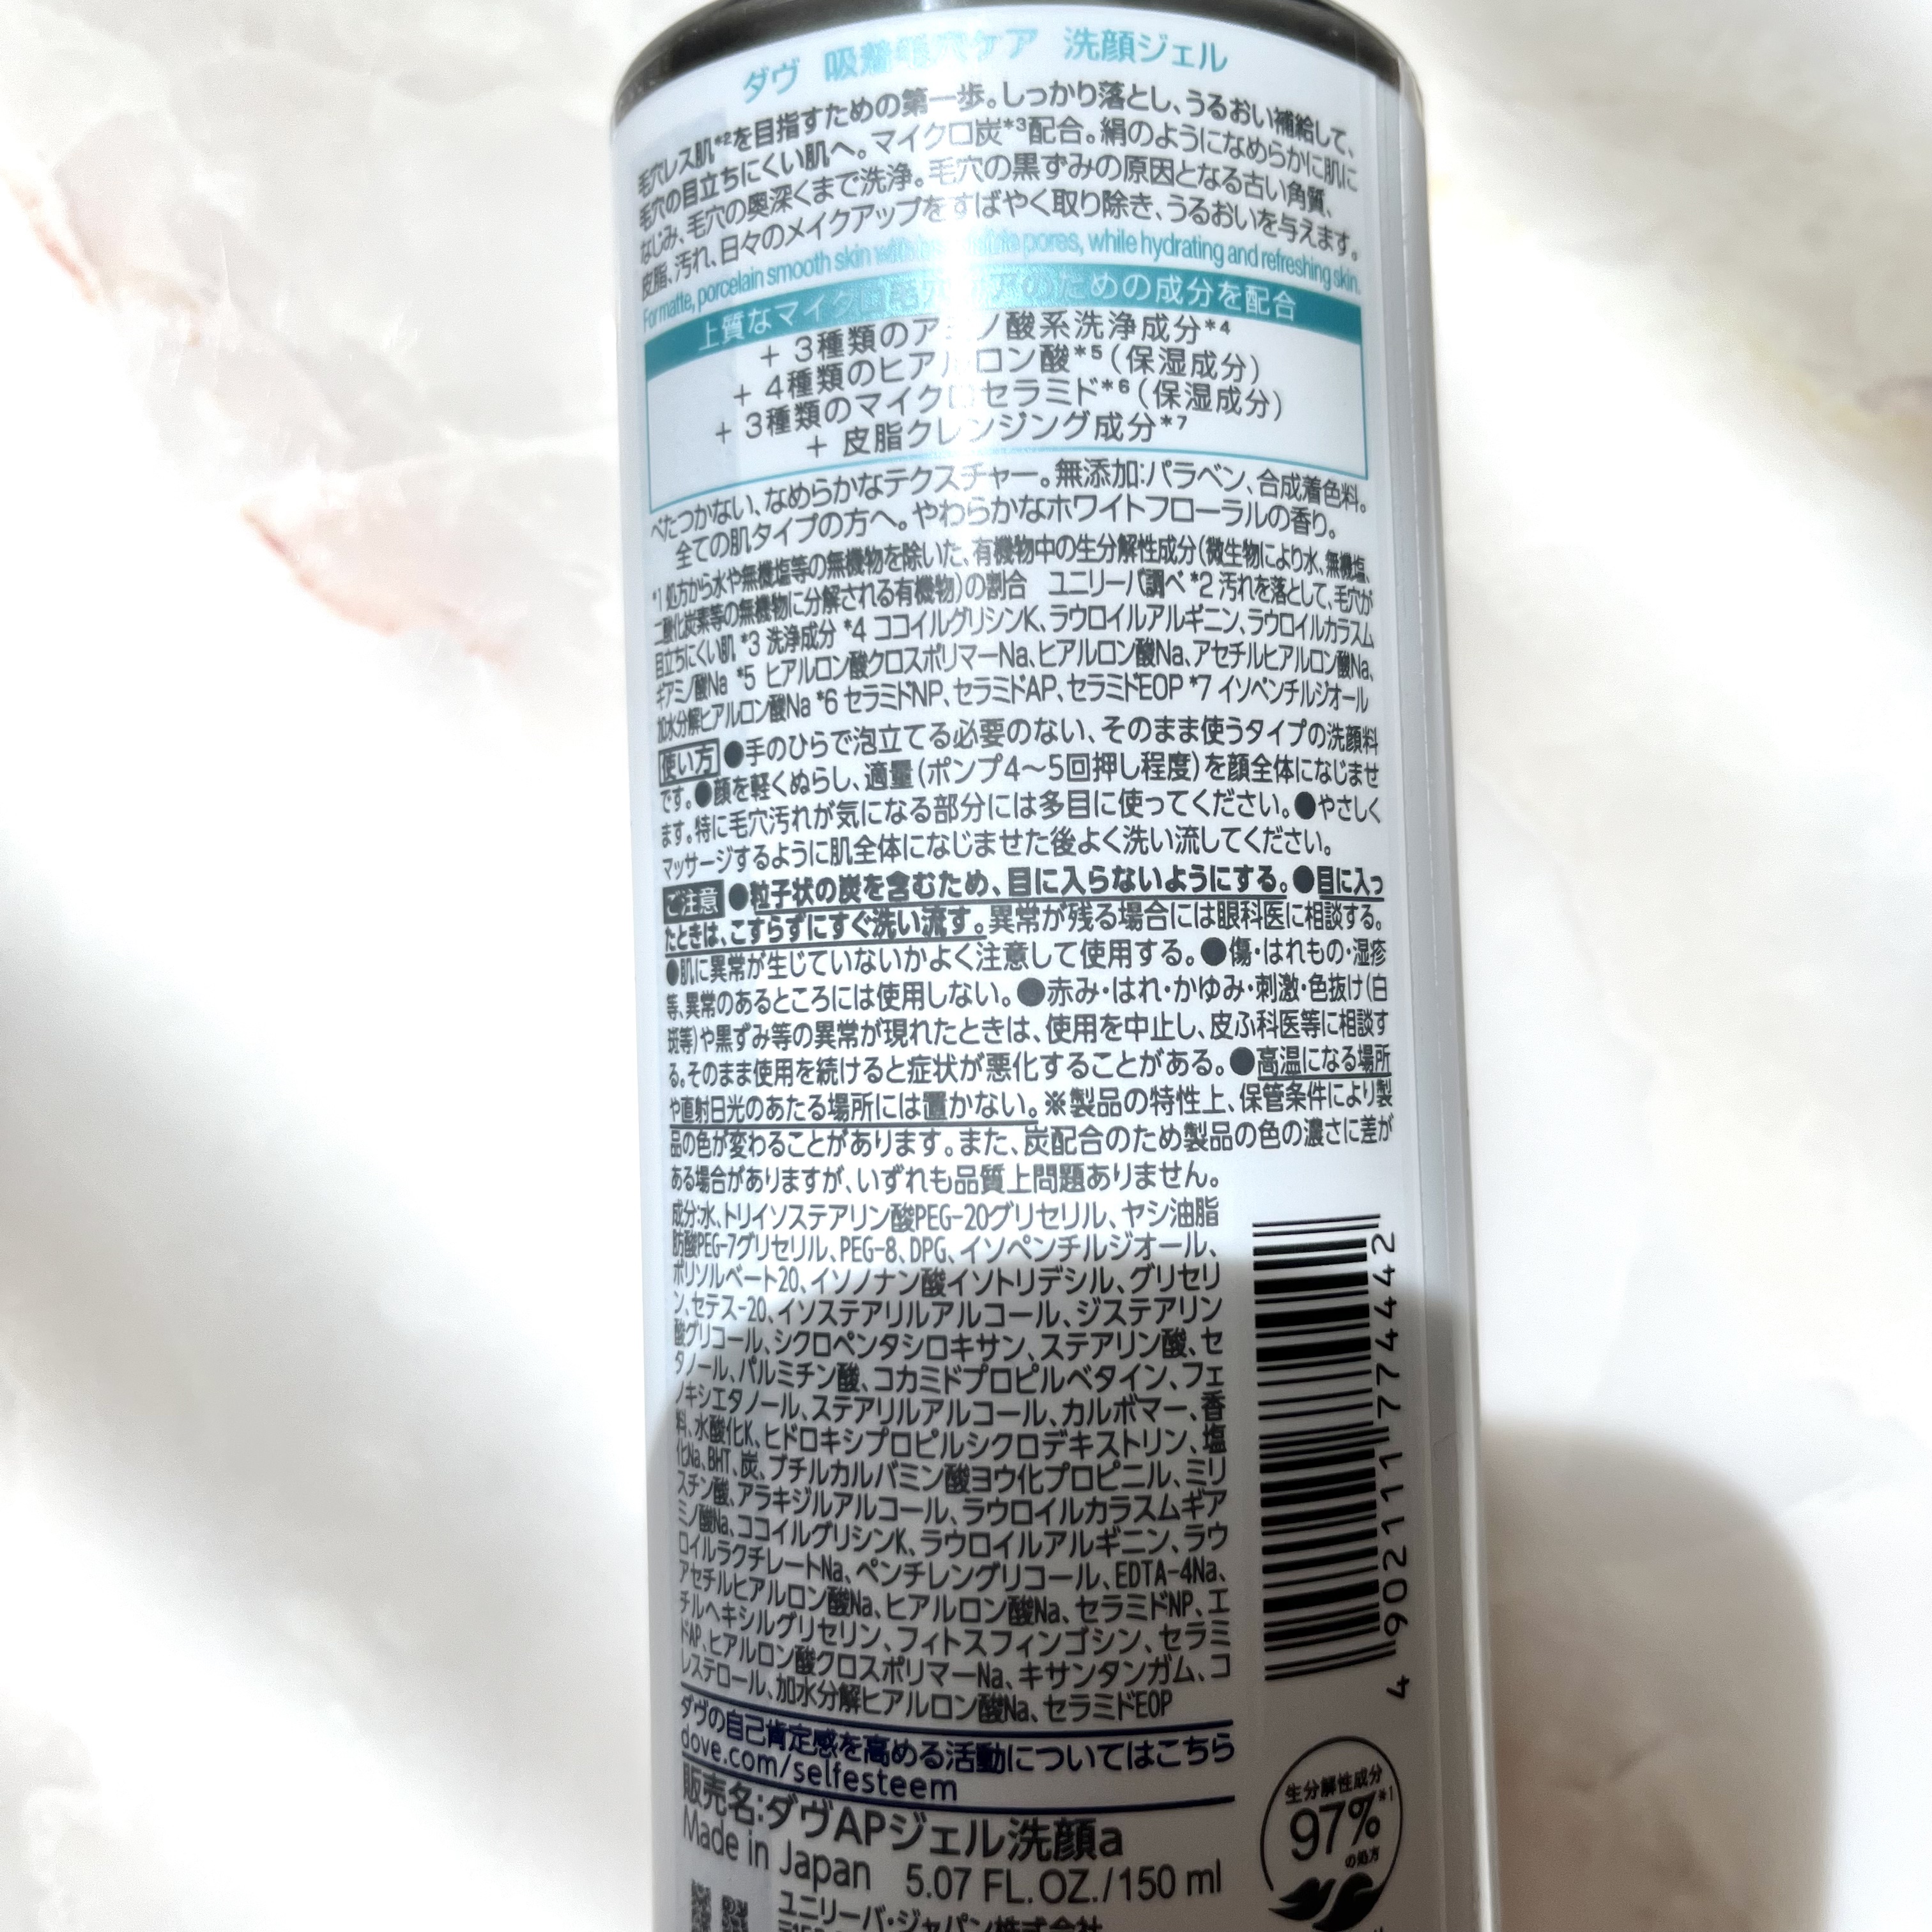 ダヴ 吸着毛穴ケア 洗顔ジェル
毛穴レス肌*2を目指すための第一歩。しっかり落とし、うるおい補給して、
毛穴の目立ちにくい肌へ。マイクロ炭*3配合。絹のようになめらかに肌に
なじみ、毛穴の奥深くまで洗浄。毛穴の黒ずみの原因となる古い角質、
皮脂、汚れ、日々のメイクアップをすばやく取り除き、うるおいを与えます。
For matte, porcelain smooth skin with pores, while hydrating and refreshing skin.
上質なマイクロ毛穴ケアのための成分を配合
+ 3種類のアミノ酸系洗浄成分*4
+ 4種類のヒアルロン酸*5(保湿成分)
+ 3種類のマイクロセラミド*6(保湿成分)
+ 皮脂クレンジング成分*7
べたつかない、なめらかなテクスチャー。無添加:パラベン、合成着色料。
全ての肌タイプの方へ。やわらかなホワイトフローラルの香り。
*1 処方から水や無機塩等の無機物を除いた、有機物中の生分解性成分(微生物により水、無機塩、
二酸化炭素等の無機物に分解される有機物)の割合 ユニリーバ調べ *2 汚れを落として、毛穴が
目立ちにくい肌 *3 洗浄成分 *4 ココイルグリシンK、ラウロイルアルギニン、ラウロイルカラスム
ギアミノ酸Na *5 ヒアルロン酸クロスポリマーNa、ヒアルロン酸Na、アセチルヒアルロン酸Na、
加水分解ヒアルロン酸Na *6 セラミドNP、セラミドAP、セラミドEOP *7 イソペンチルジオール
使い方 ●手のひらで泡立てる必要のない、そのまま使うタイプの洗顔料
です。●顔を軽くぬらし、適量(ポンプ4〜5回押し程度)を顔全体になじませ
ます。特に毛穴汚れが気になる部分には多目に使ってください。●やさしく
マッサージするように肌全体になじませた後よく洗い流してください。
ご注意 ●粒子状の炭を含むため、目に入らないようにする。●目に入っ
たときは、こすらずにすぐ洗い流す。異常が残る場合には眼科医に相談する。
●肌に異常が生じていないかよく注意して使用する。●傷・はれもの・湿疹
等、異常のあるところには使用しない。●赤み・はれ・かゆみ・刺激・色抜け(白
斑等)や黒ずみ等の異常が現れたときは、使用を中止し、皮ふ科医等に相談す
る。そのまま使用を続けると症状が悪化することがある。●高温になる場所
や直射日光のあたる場所には置かない。※製品の特性上、保管条件により製
品の色が変わることがあります。また、炭配合のため製品の色の濃さに差が
ある場合がありますが、いずれも品質上問題ありません。
成分:水、トリイソステアリン酸PEG-20グリセリル、ヤシ油脂
肪酸PEG-7グリセリル、PEG-8、DPG、イソペンチルジオール、
ポリソルベート20、イソノナン酸イソトリデシル、グリセリ
ン、セテス-20、イソステアリルアルコール、ジステアリン
酸グリコール、シクロペンタシロキサン、ステアリン酸、セ
タノール、パルミチン酸、コカミドプロピルベタイン、フェ
ノキシエタノール、ステアリルアルコール、カルボマー、香
料、水酸化K、ヒドロキシプロピルシクロデキストリン、塩
化Na、BHT、炭、ブチルカルバミン酸ヨウ化プロピニル、ミリ
スチン酸、アラキジルアルコール、ラウロイルカラスムギア
ミノ酸Na、ココイルグリシンK、ラウロイルアルギニン、ラウ
ロイルラクチレートNa、ペンチレングリコール、EDTA-4Na、
アセチルヒアルロン酸Na、ヒアルロン酸Na、セラミドNP、エ
チルヘキシルグリセリン、フィトスフィンゴシン、セラミ
ドAP、ヒアルロン酸クロスポリマーNa、キサンタンガム、コ
レステロール、加水分解ヒアルロン酸Na、セラミドEOP
ダヴの自己肯定感を高める活動についてはこちら
dove.com/selfesteem
販売名:ダヴAPジェル洗顔a
Made in Japan 5.07 FL.OZ./150 ml
ユニリーバ・ジャパン株式会社
4 902111 774442
生分解性成分
97%*1
の処方